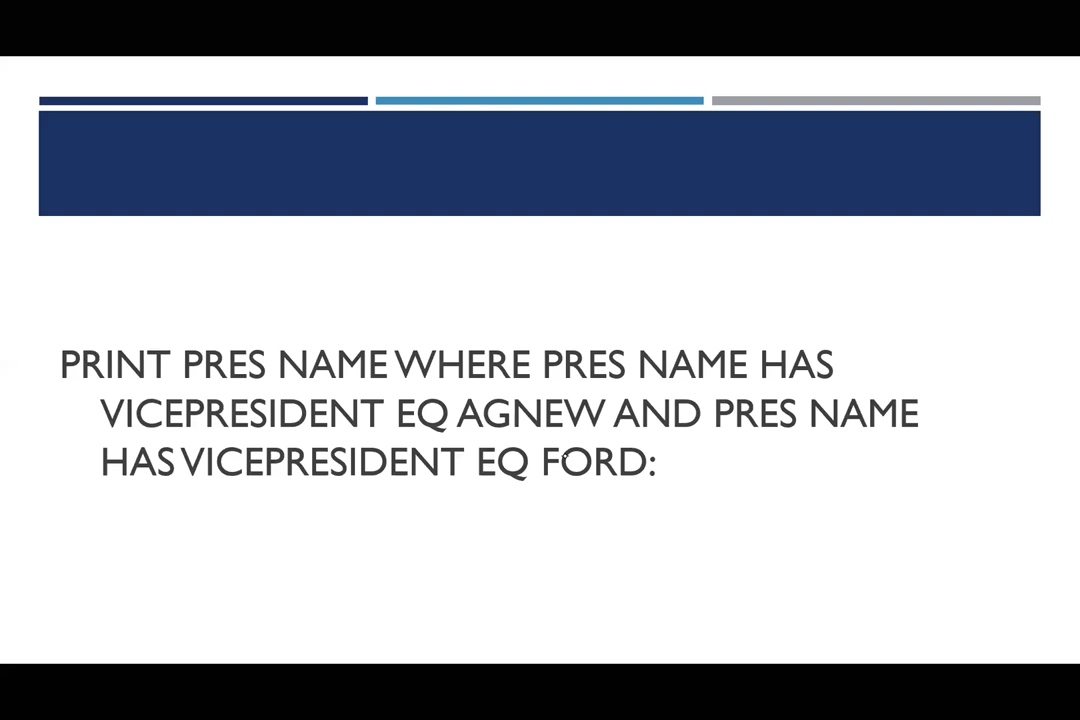 PRINT PRES NAME WHERE PRES NAME HAS
VICEPRESIDENT EQ AGNEW AND PRES NAME
HAS VICEPRESIDENT EQ FORD: